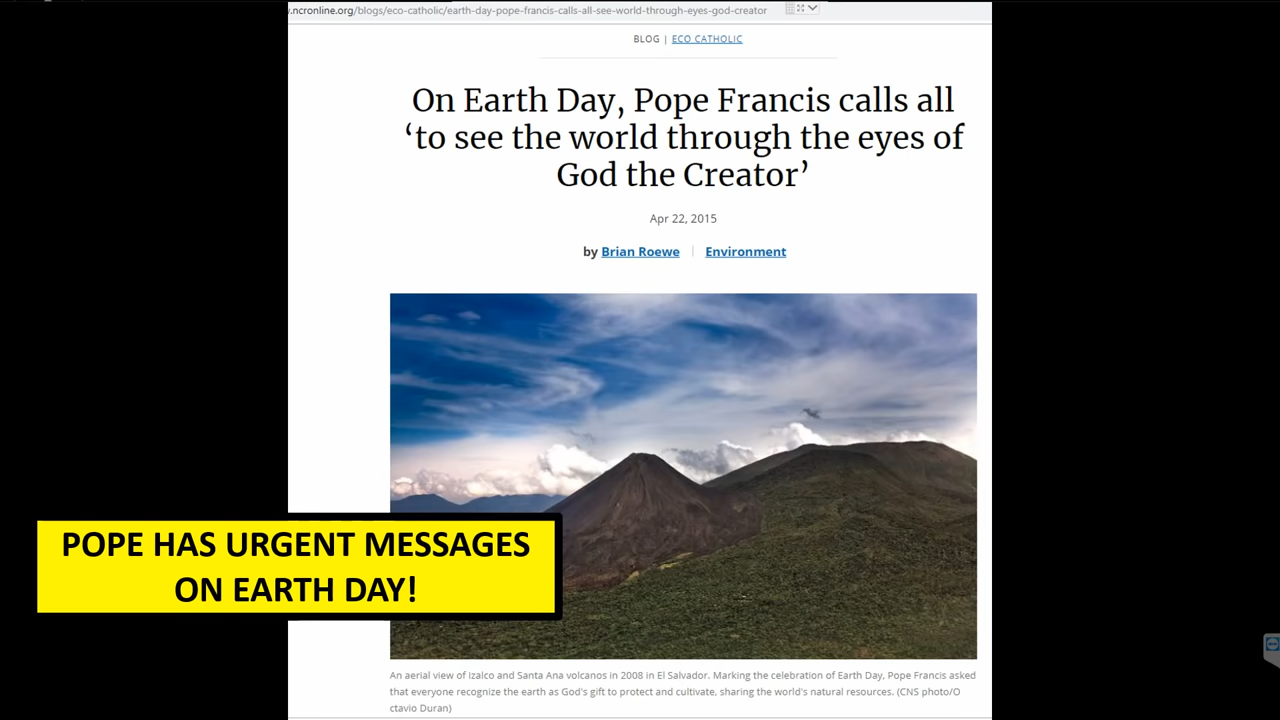 .ncronline.org/blogs/eco-catholic/earth-day-pope-francis-calls-all-see-world-through-eyes-god-creator
BLOG | ECO CATHOLIC
On Earth Day, Pope Francis calls all
‘to see the world through the eyes of
God the Creator’
Apr 22, 2015
by Brian Roewe | Environment
POPE HAS URGENT MESSAGES
ON EARTH DAY!
An aerial view of Izalco and Santa Ana volcanos in 2008 in El Salvador. Marking the celebration of Earth Day, Pope Francis asked
that everyone recognize the earth as God's gift to protect and cultivate, sharing the world's natural resources. (CNS photo/O
ctavio Duran)